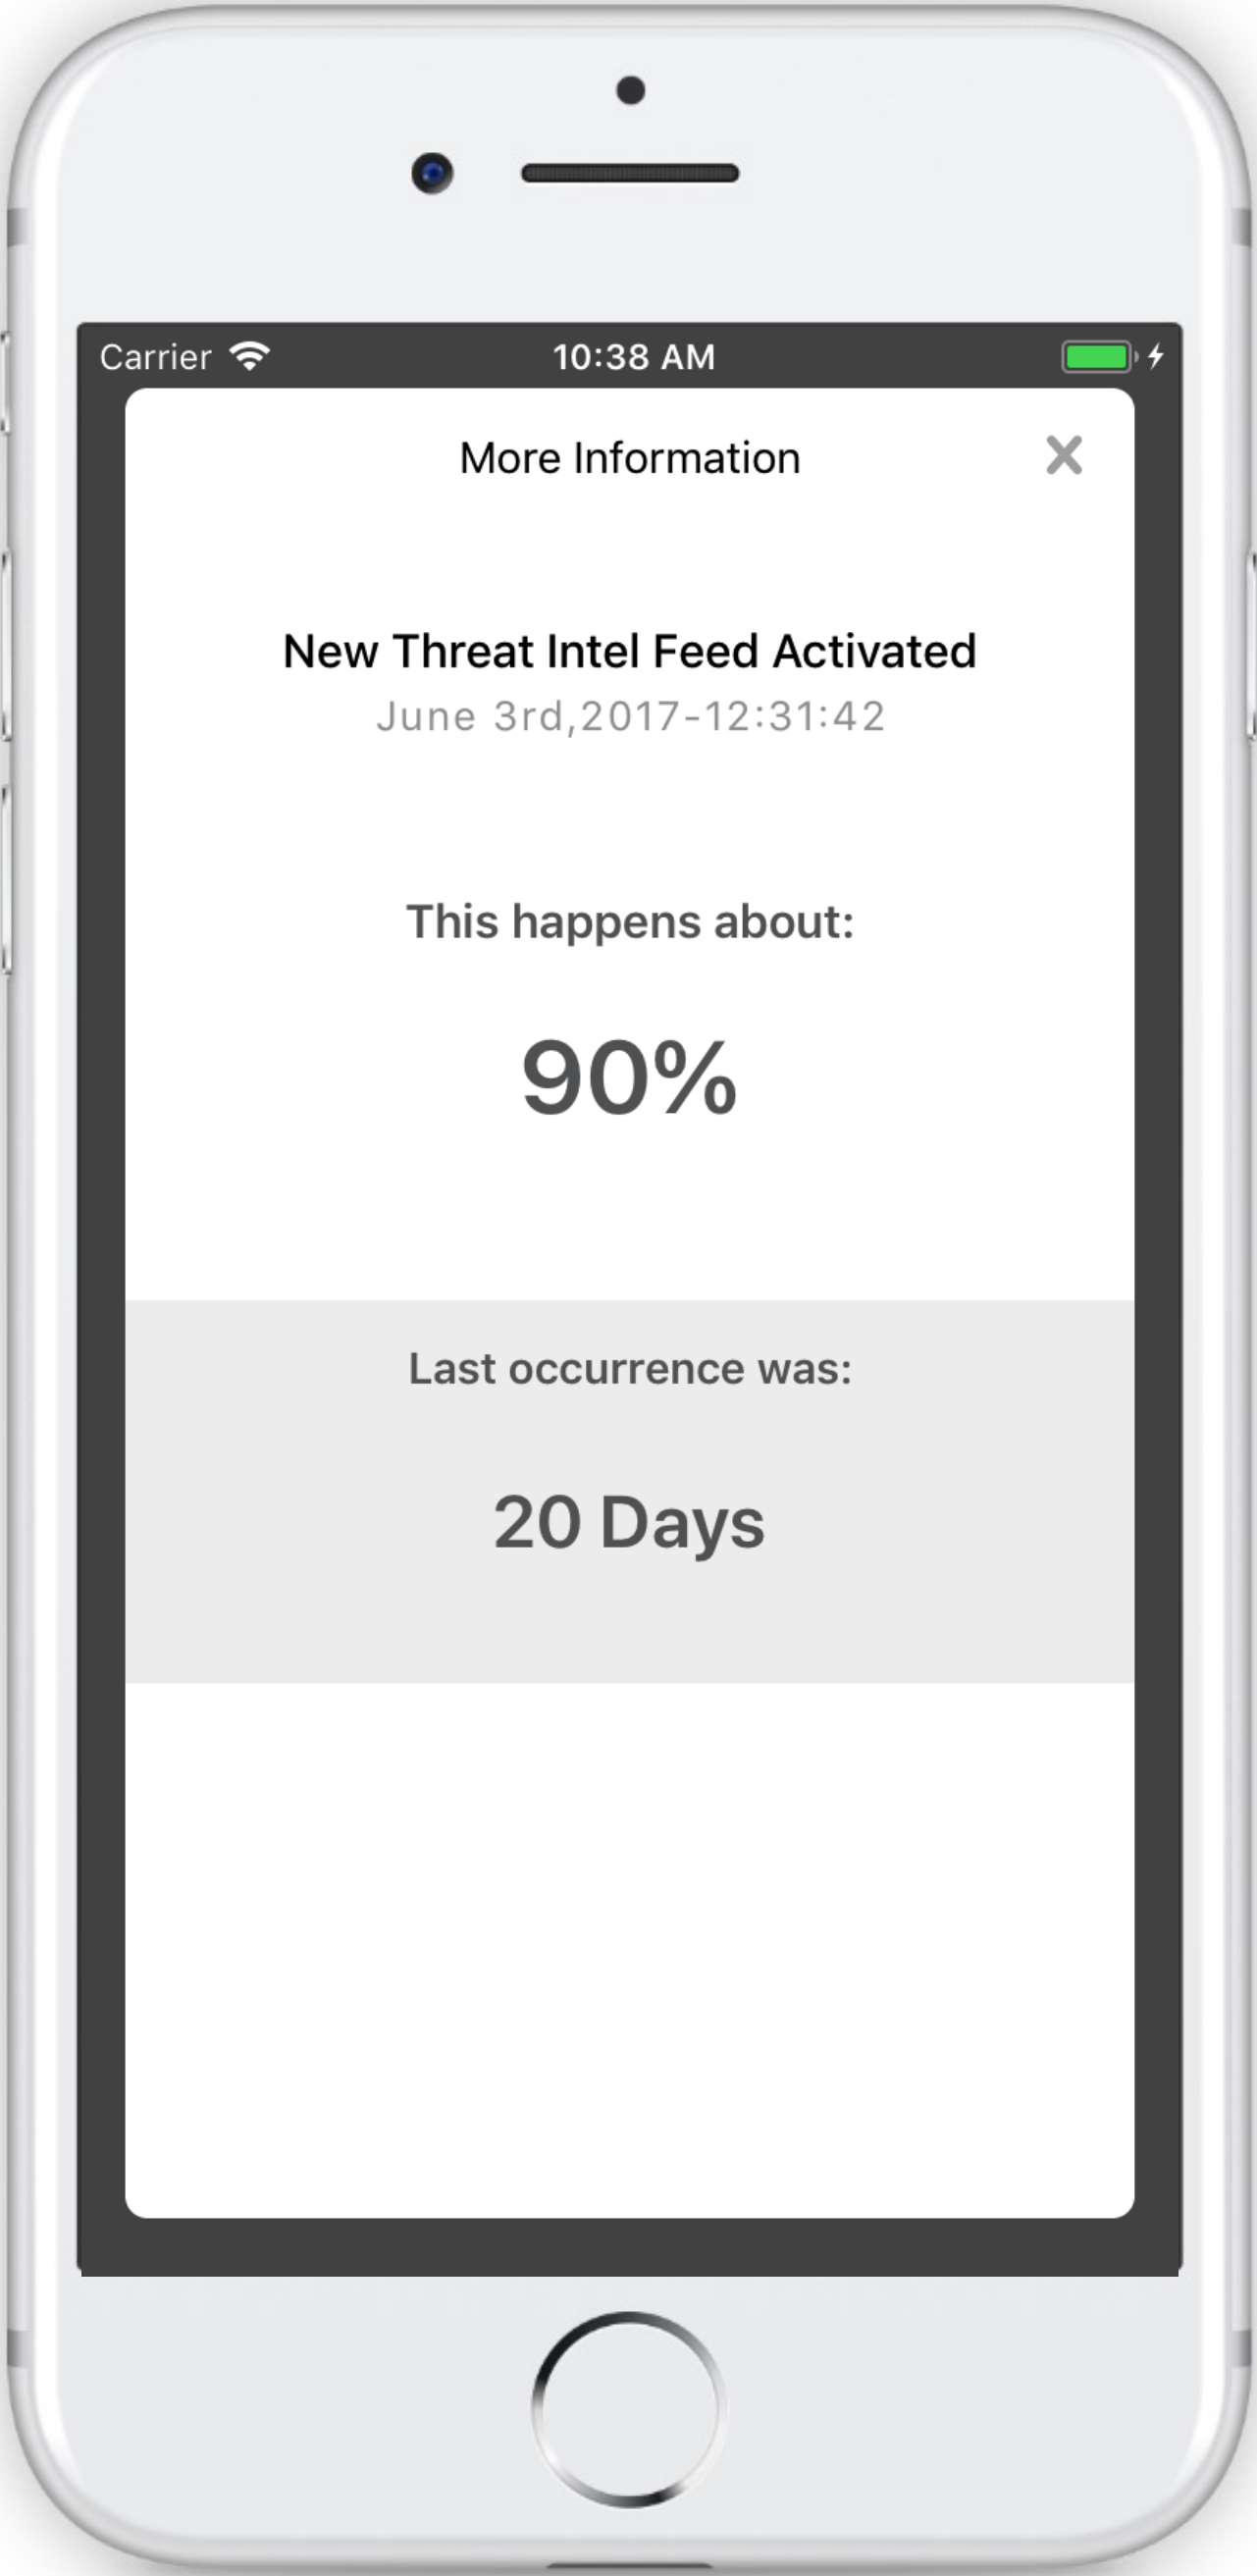 Carrier 10:38 AM
More Information
New Threat Intel Feed Activated
June 3rd,2017-12:31:42
This happens about:
90%
Last occurrence was:
20 Days